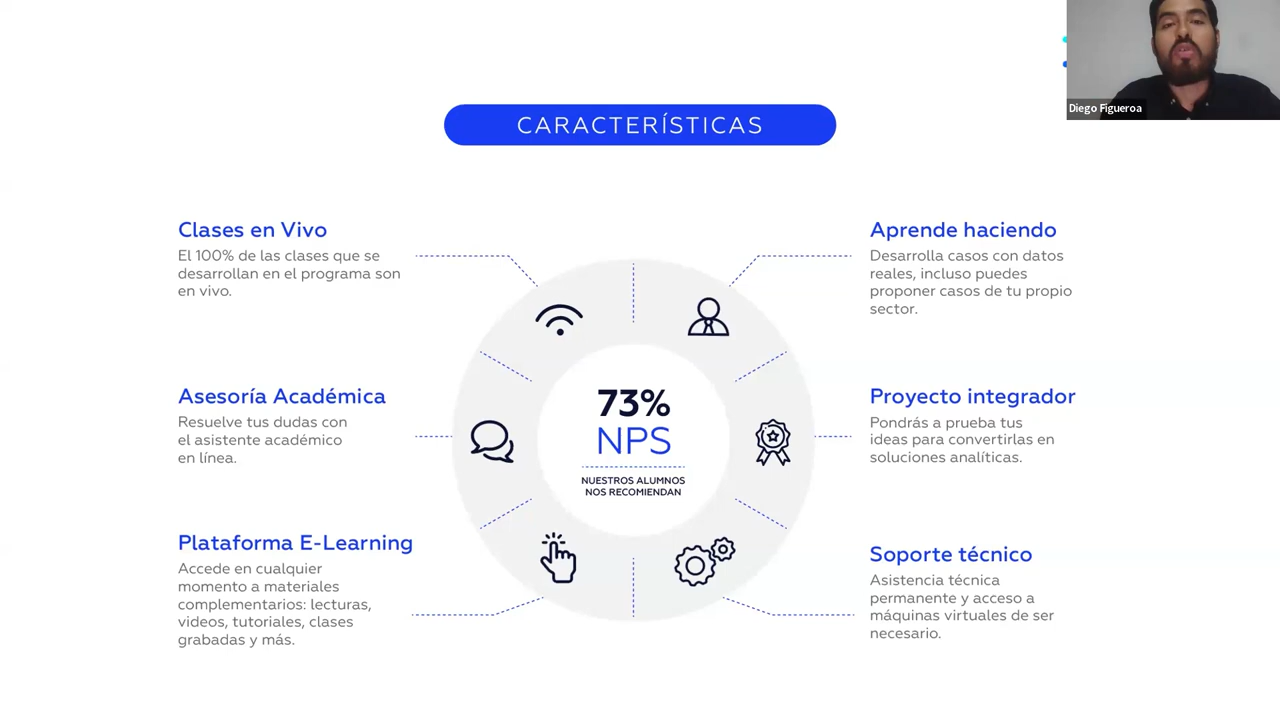 Diego Figueroa
CARACTERÍSTICAS
Clases en Vivo
El 100% de las clases que se
desarrollan en el programa son
en vivo.
Asesoría Académica
Resuelve tus dudas con
el asistente académico
en línea.
Plataforma E-Learning
Accede en cualquier
momento a materiales
complementarios: lecturas,
videos, tutoriales, clases
grabadas y más.
73%
NPS
NUESTROS ALUMNOS
NOS RECOMIENDAN
Aprende haciendo
Desarrolla casos con datos
reales, incluso puedes
proponer casos de tu propio
sector.
Proyecto integrador
Pondrás a prueba tus
ideas para convertirlas en
soluciones analíticas.
Soporte técnico
Asistencia técnica
permanente y acceso a
máquinas virtuales de ser
necesario.